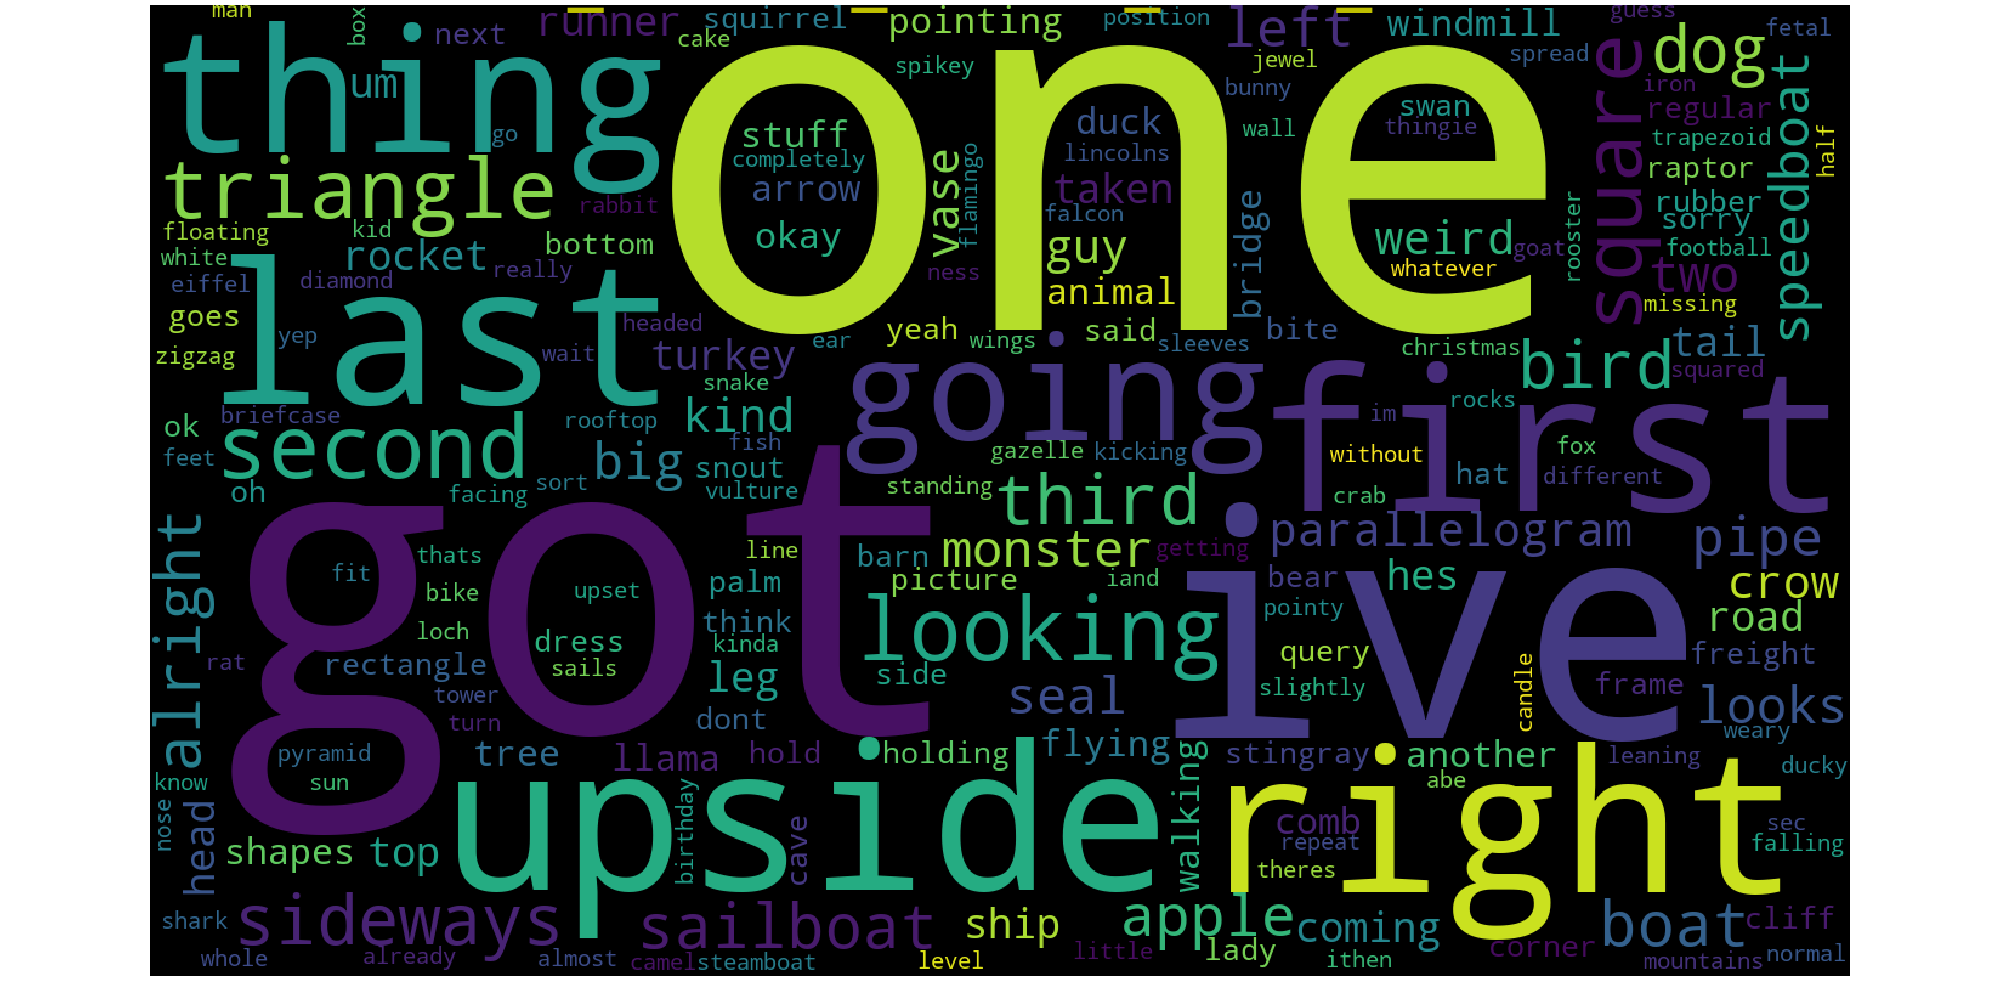 man
box
runner
squirrel
pointing
position
left
windmill
guess
fetal
next
cake
thing
one
um
spikey
jewel
spread
dog
bunny
iron
square
speedboat
go
stuff
duck
wall
swan
thingie
regular
trapezoid
half
completely
lincolns
raptor
triangle
arrow
vase
flamingo
taken
bridge
rubber
rabbit
falcon
sorry
floating
kid
okay
guy
weird
goat
rooster
football
white
rocket
bottom
really
ness
animal
whatever
two
eiffel
diamond
missing
last
goes
headed
yeah
said
bite
zigzag
yep
wait
turkey
ear
wings
sleeves
christmas
bird
tail
squared
snake
going
first
briefcase
rooftop
kind
im
rocks
ok
second
fish
gazelle
kicking
without
fox
feet
big
snout
hat
different
oh
facing
sort
vulture
standing
third
crab
got
ive
alright
thats
line
barn
monster
getting
parallelogram
pipe
fit
bike
upset
palm
picture
iand
bear
hes
crow
loch
dress
think
looking
pointy
road
rat
rectangle
sails
kinda
leg
side
query
freight
tower
seal
slightly
candle
frame
looks
turn
dont
weary
pyramid
tree
llama
hold
holding
flying
walking
stingray
another
leaning
ducky
know
sun
upside
right
abe
nose
head
birthday
cave
comb
sec
shapes
top
repeat
falling
theres
shark
sideways
sailboat
ship
apple
coming
boat
cliff
whole
already
almost
camel
steamboat
level
little
lady
ithen
corner
mountains
normal